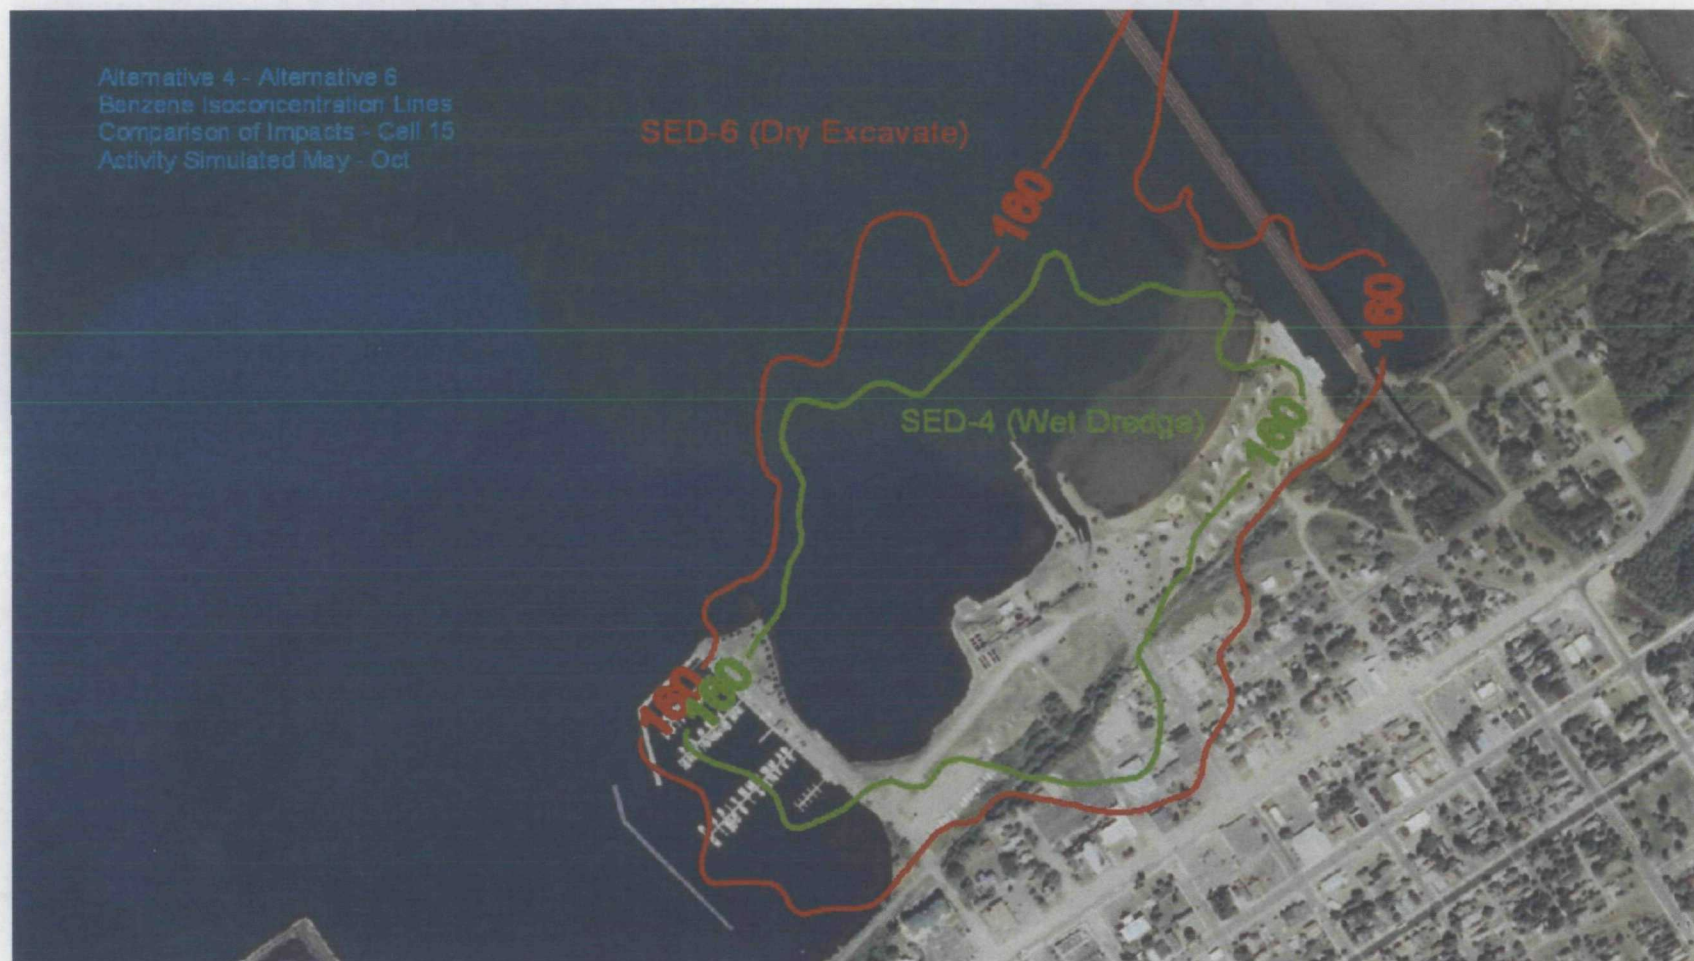 Alternative 4 - Alternative 6
Benzene Isoconcentration Lines
Comparison of Impacts - Cell 15
Activity Simulated May - Oct
SED-6 (Dry Excavate)
160
160
SED-4 (Wet Dredge)
160
160
160